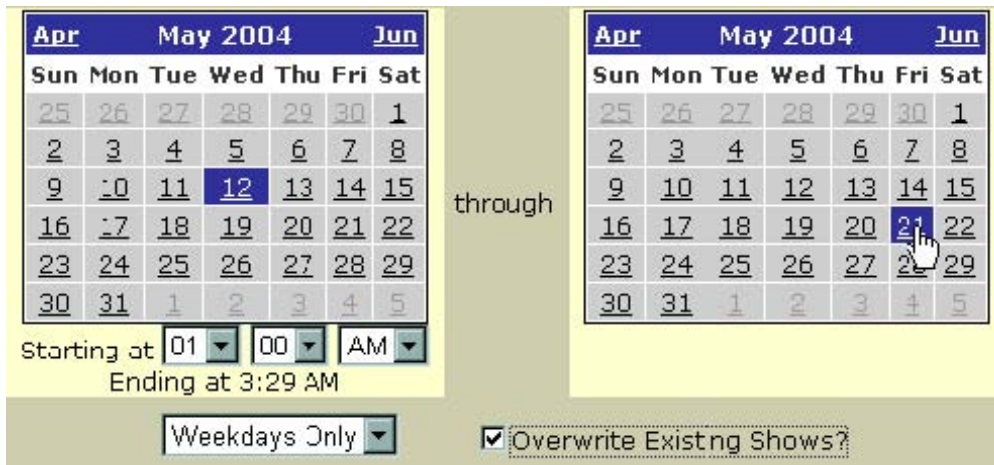 Apr May 2004 Jun
Sun Mon Tue Wed Thu Fri Sat
25 26 27 28 29 30 1
2 3 4 5 6 7 8
9 10 11 12 13 14 15
16 17 18 19 20 21 22
23 24 25 26 27 28 29
30 31 1 2 3 4 5
Starting at 01 00 AM
Ending at 3:29 AM
through
Apr May 2004 Jun
Sun Mon Tue Wed Thu Fri Sat
25 26 27 28 29 30 1
2 3 4 5 6 7 8
9 10 11 12 13 14 15
16 17 18 19 20 21 22
23 24 25 26 27 28 29
30 31 1 2 3 4 5
Weekdays Only
Overwrite Existng Shows?